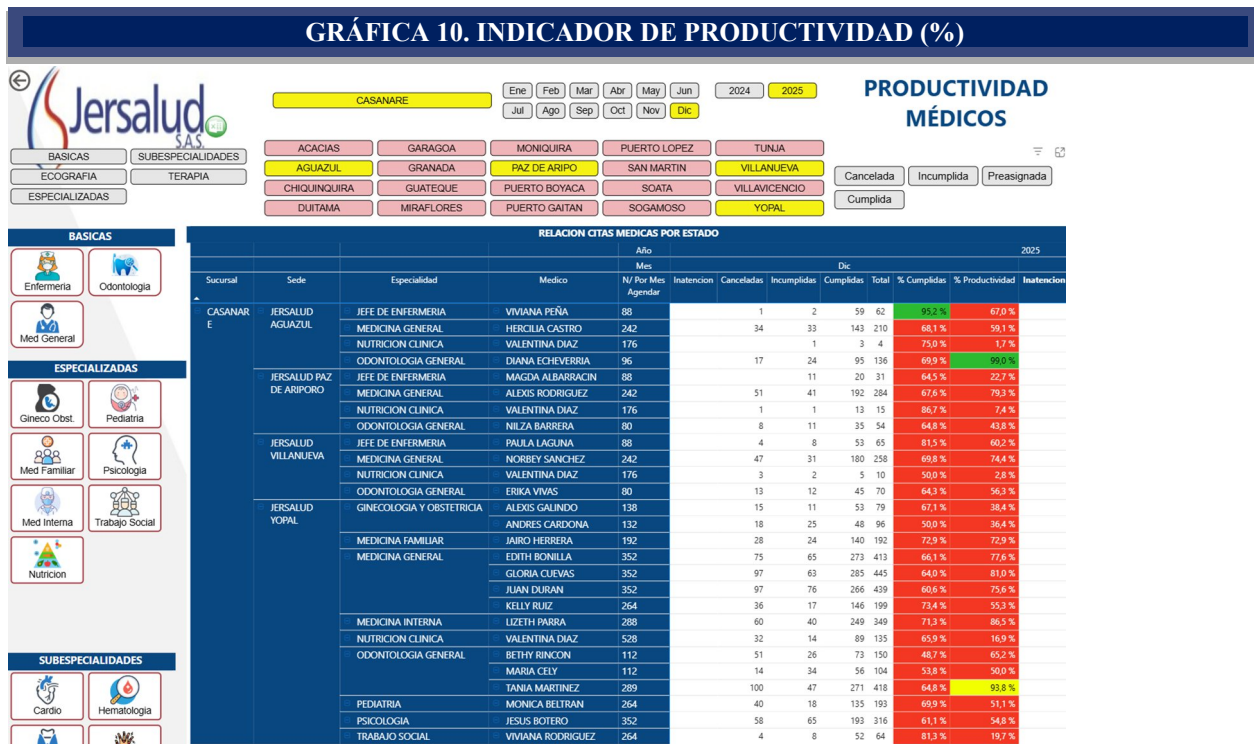 GRÁFICA 10. INDICADOR DE PRODUCTIVIDAD (%)
Jersalud S.A.S.
CASANARE
Ene Feb Mar Abr May Jun
Jul Ago Sep Oct Nov Dic
2024 2025
PRODUCTIVIDAD
MÉDICOS
BASICAS SUBESPECIALIDADES
ECOGRAFIA TERAPIA
ESPECIALIZADAS
ACACIAS GARAGOA MONIQUIRA PUERTO LOPEZ TUNJA
AGUAZUL GRANADA PAZ DE ARIPO SAN MARTIN VILLANUEVA
CHIQUINQUIRA GUATEQUE PUERTO BOYACA SOATA VILLAVICENCIO
DUITAMA MIRAFLORES PUERTO GAITAN SOGAMOSO YOPAL
Cancelada Incumplida Preasignada
Cumplida
BASICAS
Enfermeria Odontologia
Med General
ESPECIALIZADAS
Gineco Obst. Pediatria
Med Familiar Psicologia
Med Interna Trabajo Social
Nutricion
SUBESPECIALIDADES
Cardio Hematologia
RELACION CITAS MEDICAS POR ESTADO
Año 2025
Mes Dic
Sucursal Sede Especialidad Medico N/ Por Mes Agendar Inatencion Canceladas Incumplidas Cumplidas Total % Cumplidas % Productividad Inatencion
CASANARE JERSALUD AGUAZUL JEFE DE ENFERMERIA VIVIANA PEÑA 88 1 2 59 62 95,2 % 67,0 %
MEDICINA GENERAL HERCILIA CASTRO 242 34 33 143 210 68,1 % 59,1 %
NUTRICION CLINICA VALENTINA DIAZ 176 1 3 4 75,0 % 1,7 %
ODONTOLOGIA GENERAL DIANA ECHEVERRIA 96 17 24 95 136 69,9 % 99,0 %
JERSALUD PAZ DE ARIPORO JEFE DE ENFERMERIA MAGDA ALBARRACIN 88 11 20 31 64,5 % 22,7 %
MEDICINA GENERAL ALEXIS RODRIGUEZ 242 51 41 192 284 67,6 % 79,3 %
NUTRICION CLINICA VALENTINA DIAZ 176 1 1 13 15 86,7 % 7,4 %
ODONTOLOGIA GENERAL NILZA BARRERA 80 8 11 35 54 64,8 % 43,8 %
JERSALUD VILLANUEVA JEFE DE ENFERMERIA PAULA LAGUNA 88 4 8 53 65 81,5 % 60,2 %
MEDICINA GENERAL NORBEY SANCHEZ 242 47 31 180 258 69,8 % 74,4 %
NUTRICION CLINICA VALENTINA DIAZ 176 3 2 5 10 50,0 % 2,8 %
ODONTOLOGIA GENERAL ERIKA VIVAS 80 13 12 45 70 64,3 % 56,3 %
JERSALUD YOPAL GINECOLOGIA Y OBSTETRICIA ALEXIS GALINDO 138 15 11 53 79 67,1 % 38,4 %
ANDRES CARDONA 132 18 25 48 96 50,0 % 36,4 %
MEDICINA FAMILIAR JAIRO HERRERA 192 28 24 140 192 72,9 % 72,9 %
MEDICINA GENERAL EDITH BONILLA 352 75 65 273 413 66,1 % 77,6 %
GLORIA CUEVAS 352 97 63 285 445 64,0 % 81,0 %
JUAN DURAN 352 97 76 266 439 60,6 % 75,6 %
KELLY RUIZ 264 36 17 146 199 73,4 % 55,3 %
MEDICINA INTERNA LIZETH PARRA 288 60 40 249 349 71,3 % 86,5 %
NUTRICION CLINICA VALENTINA DIAZ 528 32 14 89 135 65,9 % 16,9 %
ODONTOLOGIA GENERAL BETHY RINCON 112 51 26 73 150 48,7 % 65,2 %
MARIA CELY 112 14 34 56 104 53,8 % 50,0 %
TANIA MARTINEZ 289 100 47 271 418 64,8 % 93,8 %
PEDIATRIA MONICA BELTRAN 264 40 18 135 193 69,9 % 51,1 %
PSICOLOGIA JESUS BOTERO 352 58 65 193 316 61,1 % 54,8 %
TRABAJO SOCIAL VIVIANA RODRIGUEZ 264 4 8 52 64 81,3 % 19,7 %